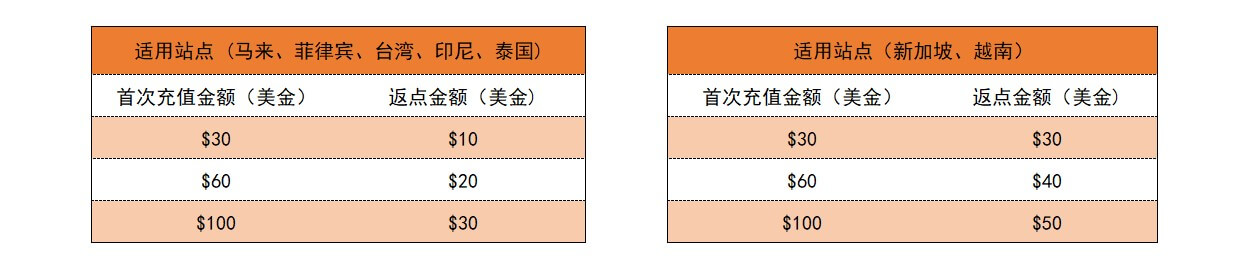 适用站点（马来、菲律宾、台湾、印尼、泰国）
首次充值金额（美金） 返点金额（美金）
$30 $10
$60 $20
$100 $30
适用站点（新加坡、越南）
首次充值金额（美金） 返点金额（美金）
$30 $30
$60 $40
$100 $50